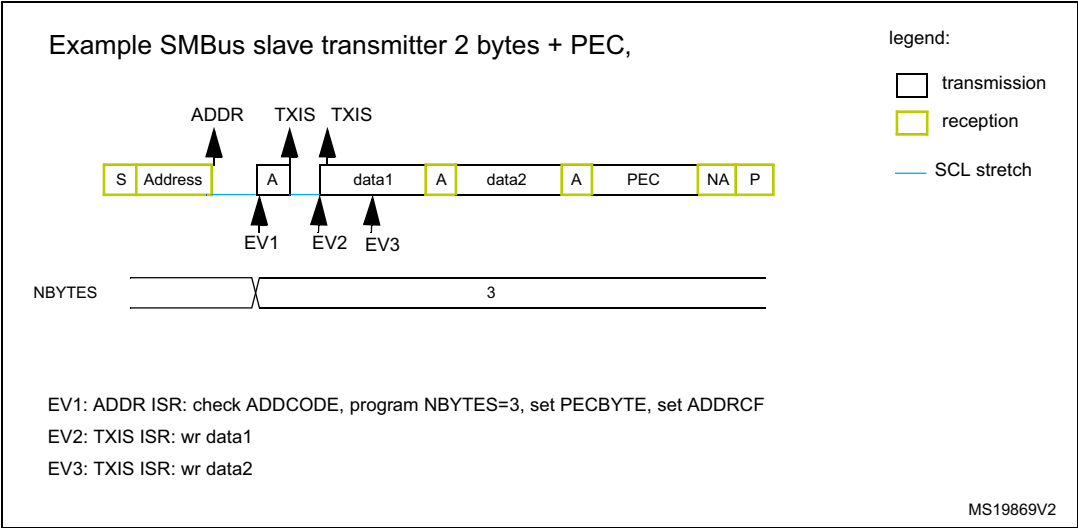 Example SMBus slave transmitter 2 bytes + PEC,
legend:
transmission
reception
SCL stretch
ADDR TXIS TXIS
S Address A data1 A data2 A PEC NA P
EV1 EV2 EV3
NBYTES 3
EV1: ADDR ISR: check ADDCODE, program NBYTES=3, set PECBYTE, set ADDRCF
EV2: TXIS ISR: wr data1
EV3: TXIS ISR: wr data2
MS19869V2